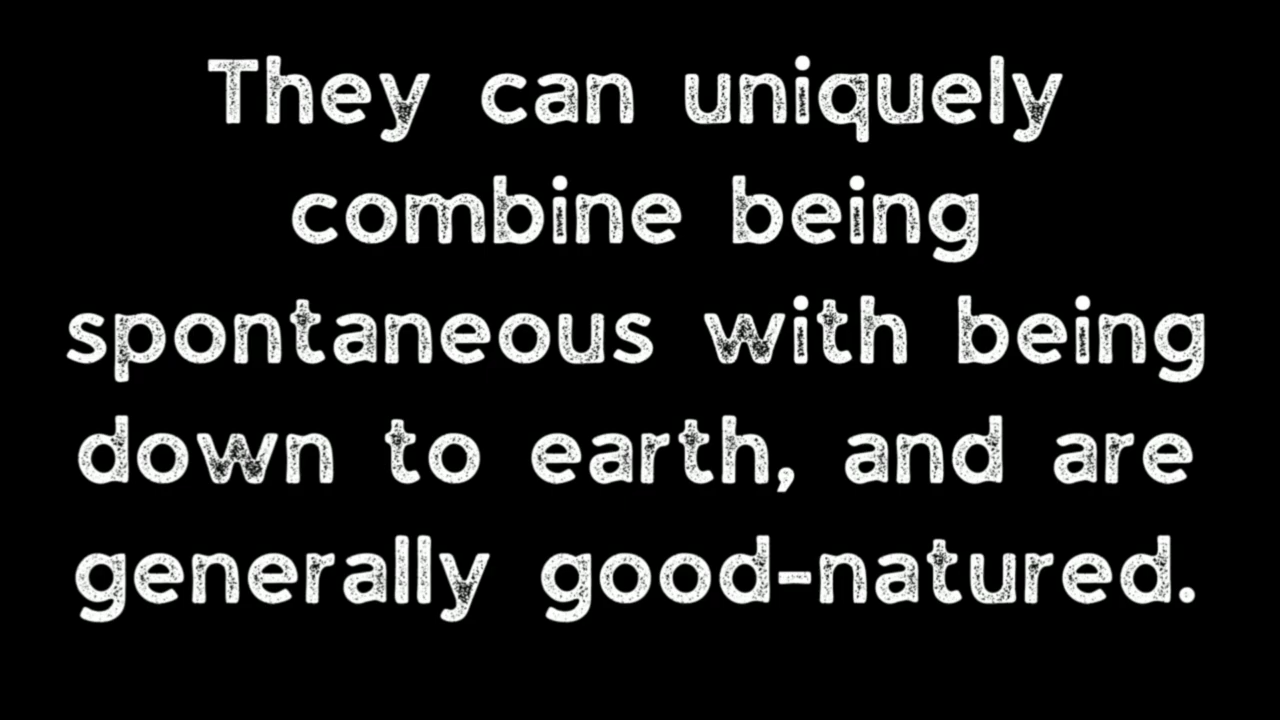 They can uniquely
combine being
spontaneous with being
down to earth, and are
generally good-natured.